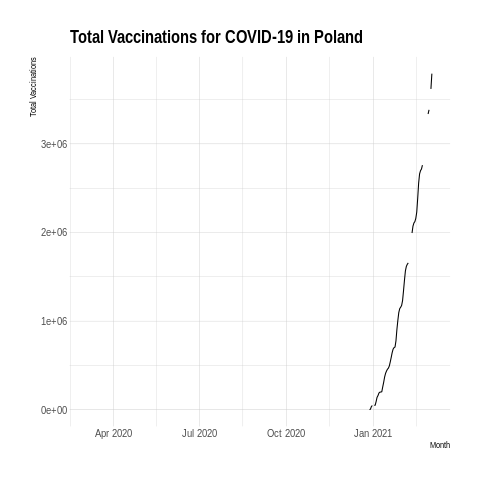 Total Vaccinations for COVID-19 in Poland
Total Vaccinations
3e+06
2e+06
1e+06
0e+00
Apr 2020 Jul 2020 Oct 2020 Jan 2021
Month